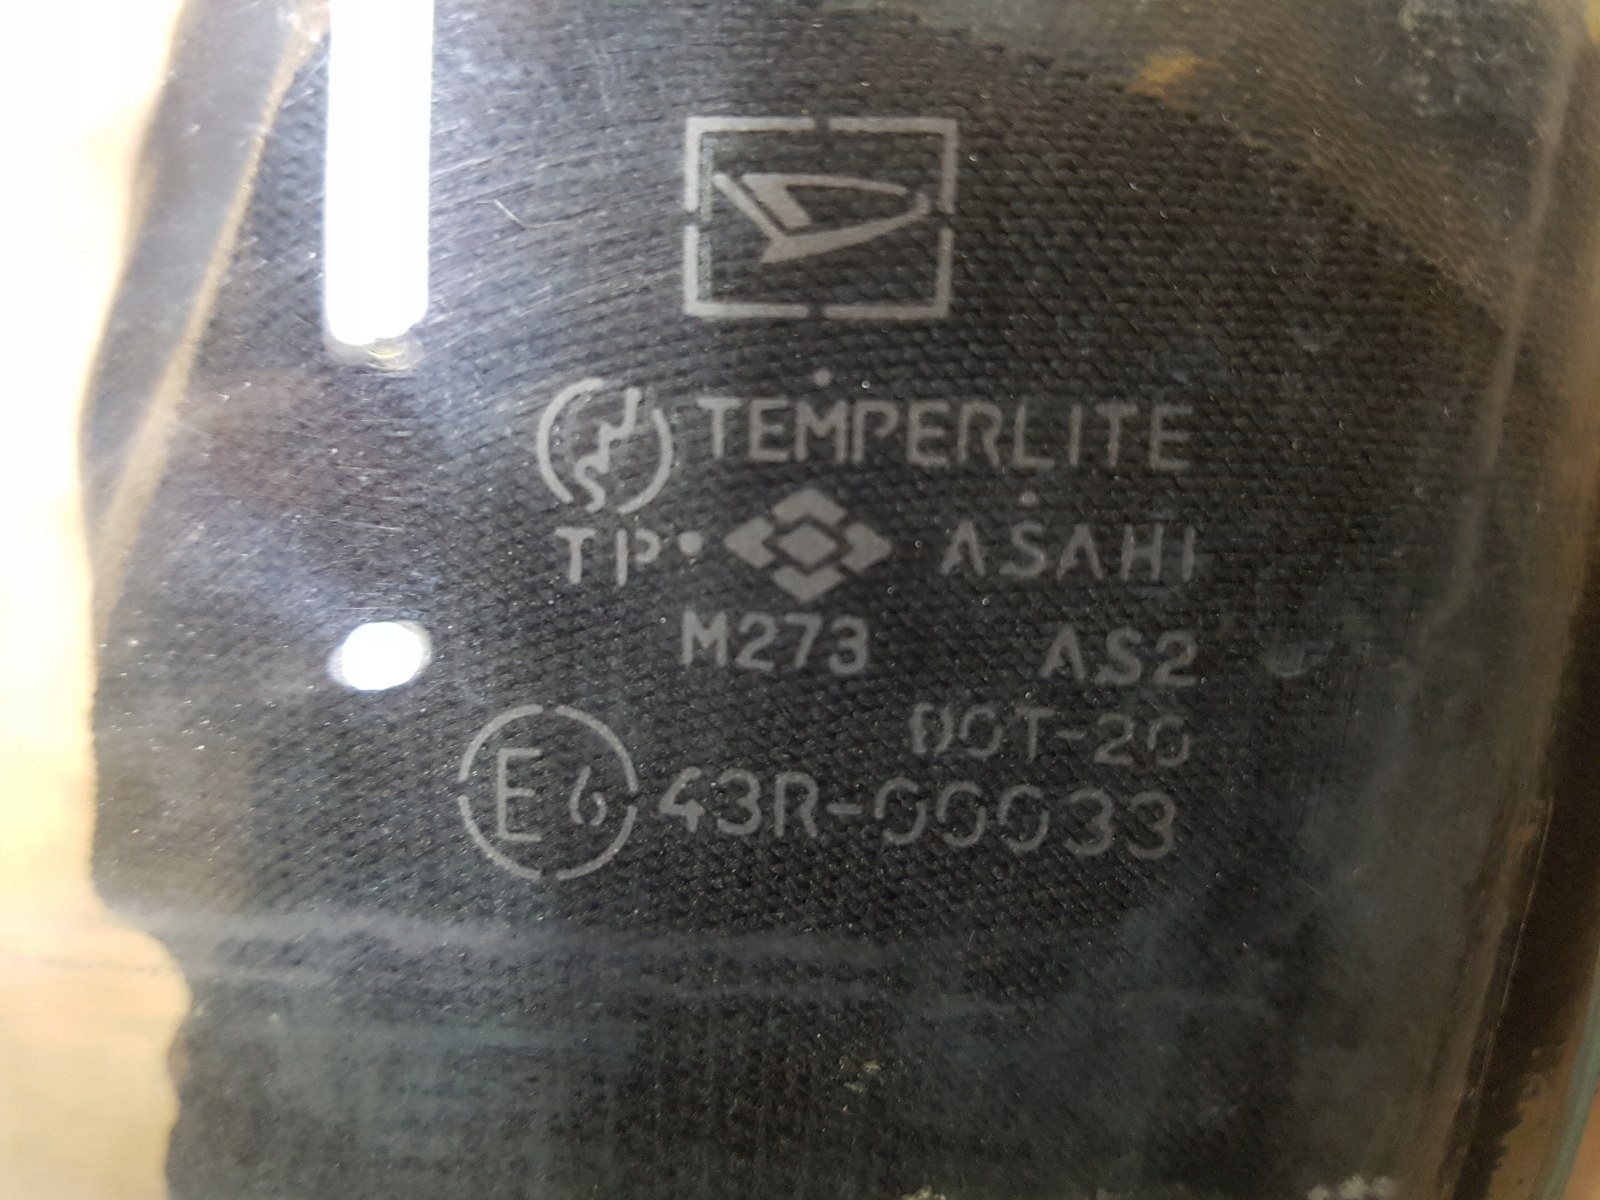 TEMPERLITE
TP• ASAHI
M273 AS2
DOT-20
E6 43R-00033